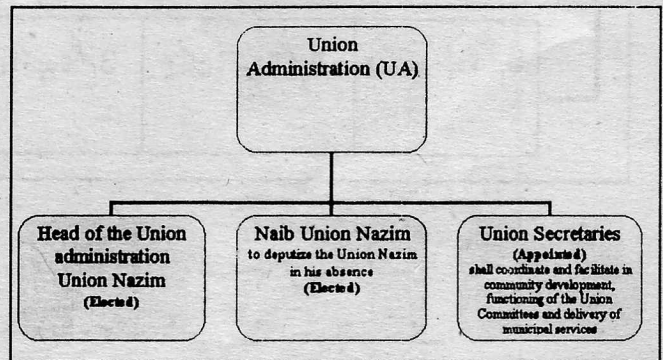 Union
Administration (UA)
Head of the Union
administration
Union Nazim
(Elected)
Naib Union Nazim
to deputize the Union Nazim
in his absence
(Elected)
Union Secretaries
(Appointed)
shall coordinate and facilitate in
community development,
functioning of the Union
Committees and delivery of
municipal services